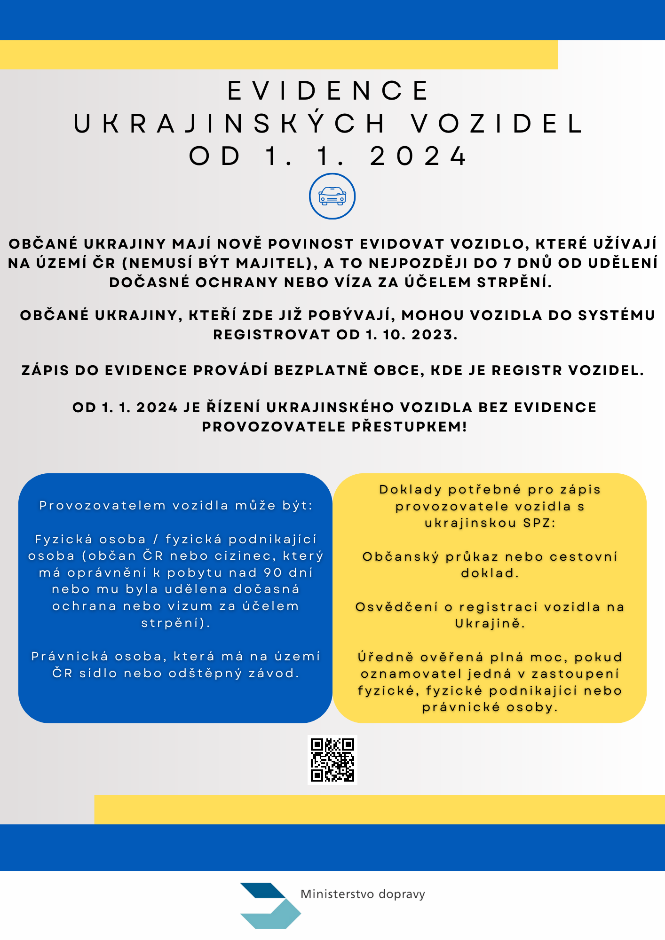 EVIDENCE
UKRAJINSKÝCH VOZIDEL
OD 1. 1. 2024
OBČANÉ UKRAJINY MAJÍ NOVĚ POVINOST EVIDOVAT VOZIDLO, KTERÉ UŽÍVAJÍ
NA ÚZEMÍ ČR (NEMUSÍ BÝT MAJITEL), A TO NEJPOZDĚJI DO 7 DNŮ OD UDĚLENÍ
DOČASNÉ OCHRANY NEBO VÍZA ZA ÚČELEM STRPĚNÍ.
OBČANÉ UKRAJINY, KTEŘÍ ZDE JIŽ POBÝVAJÍ, MOHOU VOZIDLA DO SYSTÉMU
REGISTROVAT OD 1. 10. 2023.
ZÁPIS DO EVIDENCE PROVÁDÍ BEZPLATNĚ OBCE, KDE JE REGISTR VOZIDEL.
OD 1. 1. 2024 JE ŘÍZENÍ UKRAJINSKÉHO VOZIDLA BEZ EVIDENCE
PROVOZOVATELE PŘESTUPKEM!
Provozovatelem vozidla může být:
Fyzická osoba / fyzická podnikající
osoba (občan ČR nebo cizinec, který
má oprávnění k pobytu nad 90 dní
nebo mu byla udělena dočasná
ochrana nebo vizum za účelem
strpění).
Právnická osoba, která má na území
ČR sídlo nebo odštěpný závod.
Doklady potřebné pro zápis
provozovatele vozidla s
ukrajinskou SPZ:
Občanský průkaz nebo cestovní
doklad.
Osvědčení o registraci vozidla na
Ukrajině.
Úředně ověřená plná moc, pokud
oznamovatel jedná v zastoupení
fyzické, fyzické podnikající nebo
právnické osoby.
Ministerstvo dopravy